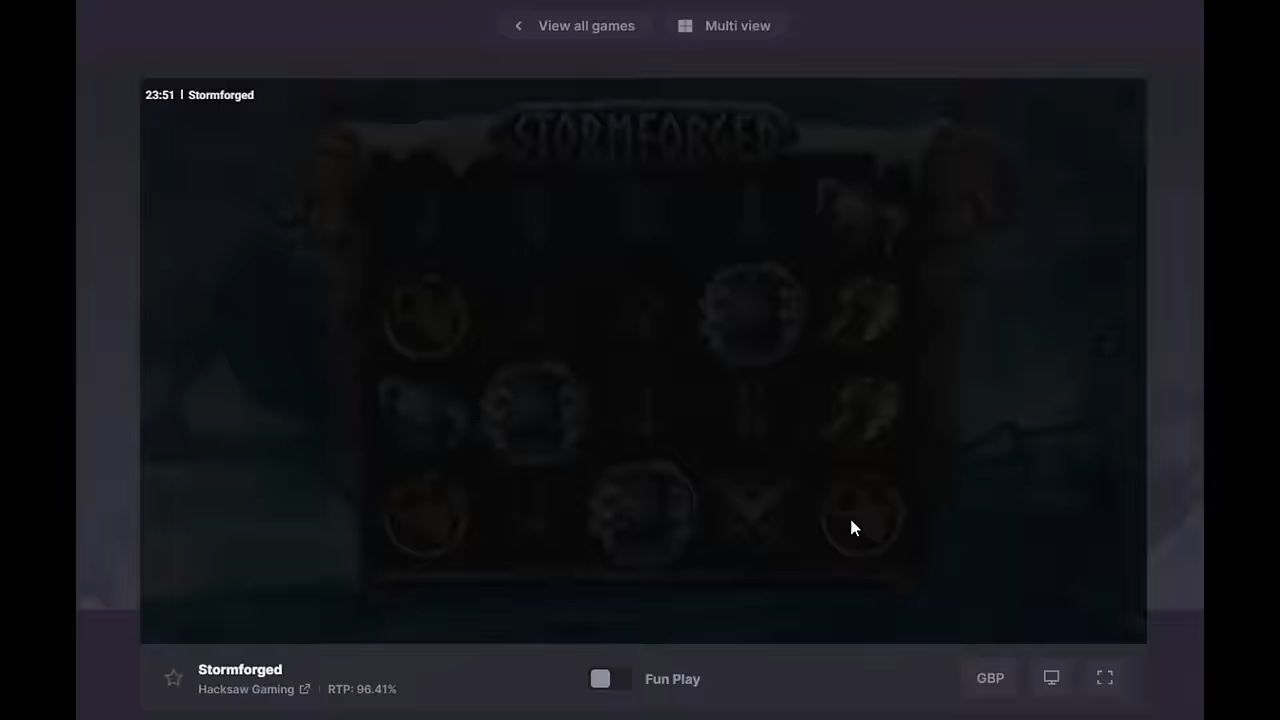 View all games
Multi view
23:51 | Stormforged
STORMFORGED
Stormforged
Hacksaw Gaming | RTP: 96.41%
Fun Play
GBP